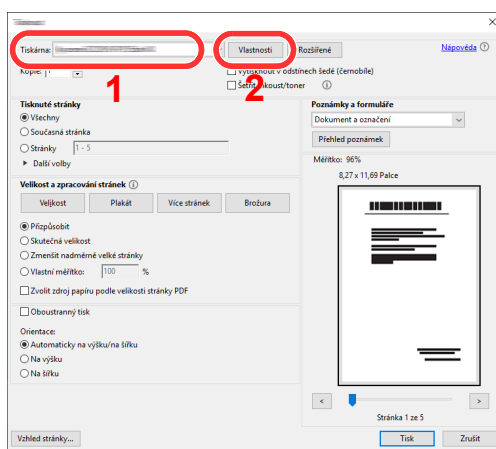 Tiskárna:
Vlastnosti
Rozšířené
Nápověda
Kopie: 1
Vytisknout v odstínech šedé (černobíle)
Šetřit inkoust/toner
1
2
Tisknuté stránky
Všechny
Současná stránka
Stránky 1 - 5
Další volby
Velikost a zpracování stránek
Velikost
Plakát
Více stránek
Brožura
Přizpůsobit
Skutečná velikost
Zmenšit nadměrné velké stránky
Vlastní měřítko: 100 %
Zvolit zdroj papíru podle velikosti stránky PDF
Oboustranný tisk
Orientace:
Automaticky na výšku/na šířku
Na výšku
Na šířku
Poznámky a formuláře
Dokument a označení
Přehled poznámek
Měřítko: 96%
8,27 x 11,69 Palce
<
>
Stránka 1 ze 5
Vzhled stránky...
Tisk
Zrušit